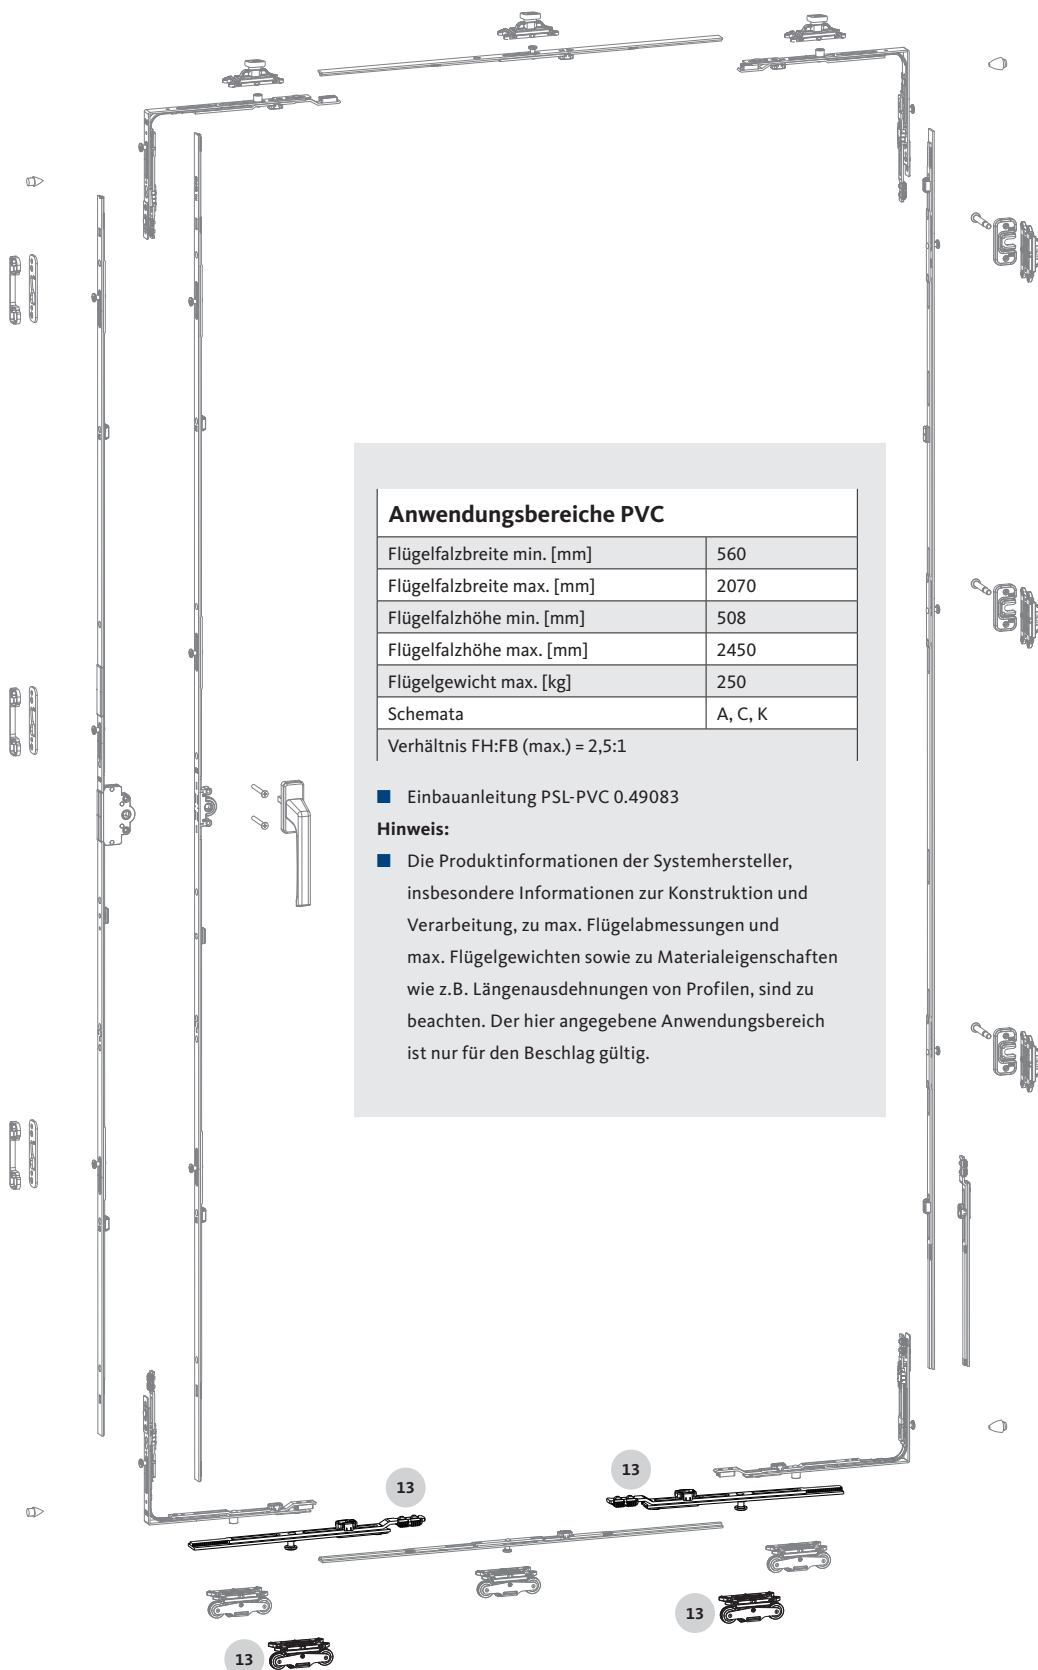 Anwendungsbereiche PVC
Flügelfalzbreite min. [mm] 560
Flügelfalzbreite max. [mm] 2070
Flügelfalzhöhe min. [mm] 508
Flügelfalzhöhe max. [mm] 2450
Flügelgewicht max. [kg] 250
Schemata A, C, K
Verhältnis FH:FB (max.) = 2,5:1
Einbauanleitung PSL-PVC 0.49083
Hinweis:
Die Produktinformationen der Systemhersteller,
insbesondere Informationen zur Konstruktion und
Verarbeitung, zu max. Flügelabmessungen und
max. Flügelgewichten sowie zu Materialeigenschaften
wie z.B. Längenausdehnungen von Profilen, sind zu
beachten. Der hier angegebene Anwendungsbereich
ist nur für den Beschlag gültig.
13
13
13
13